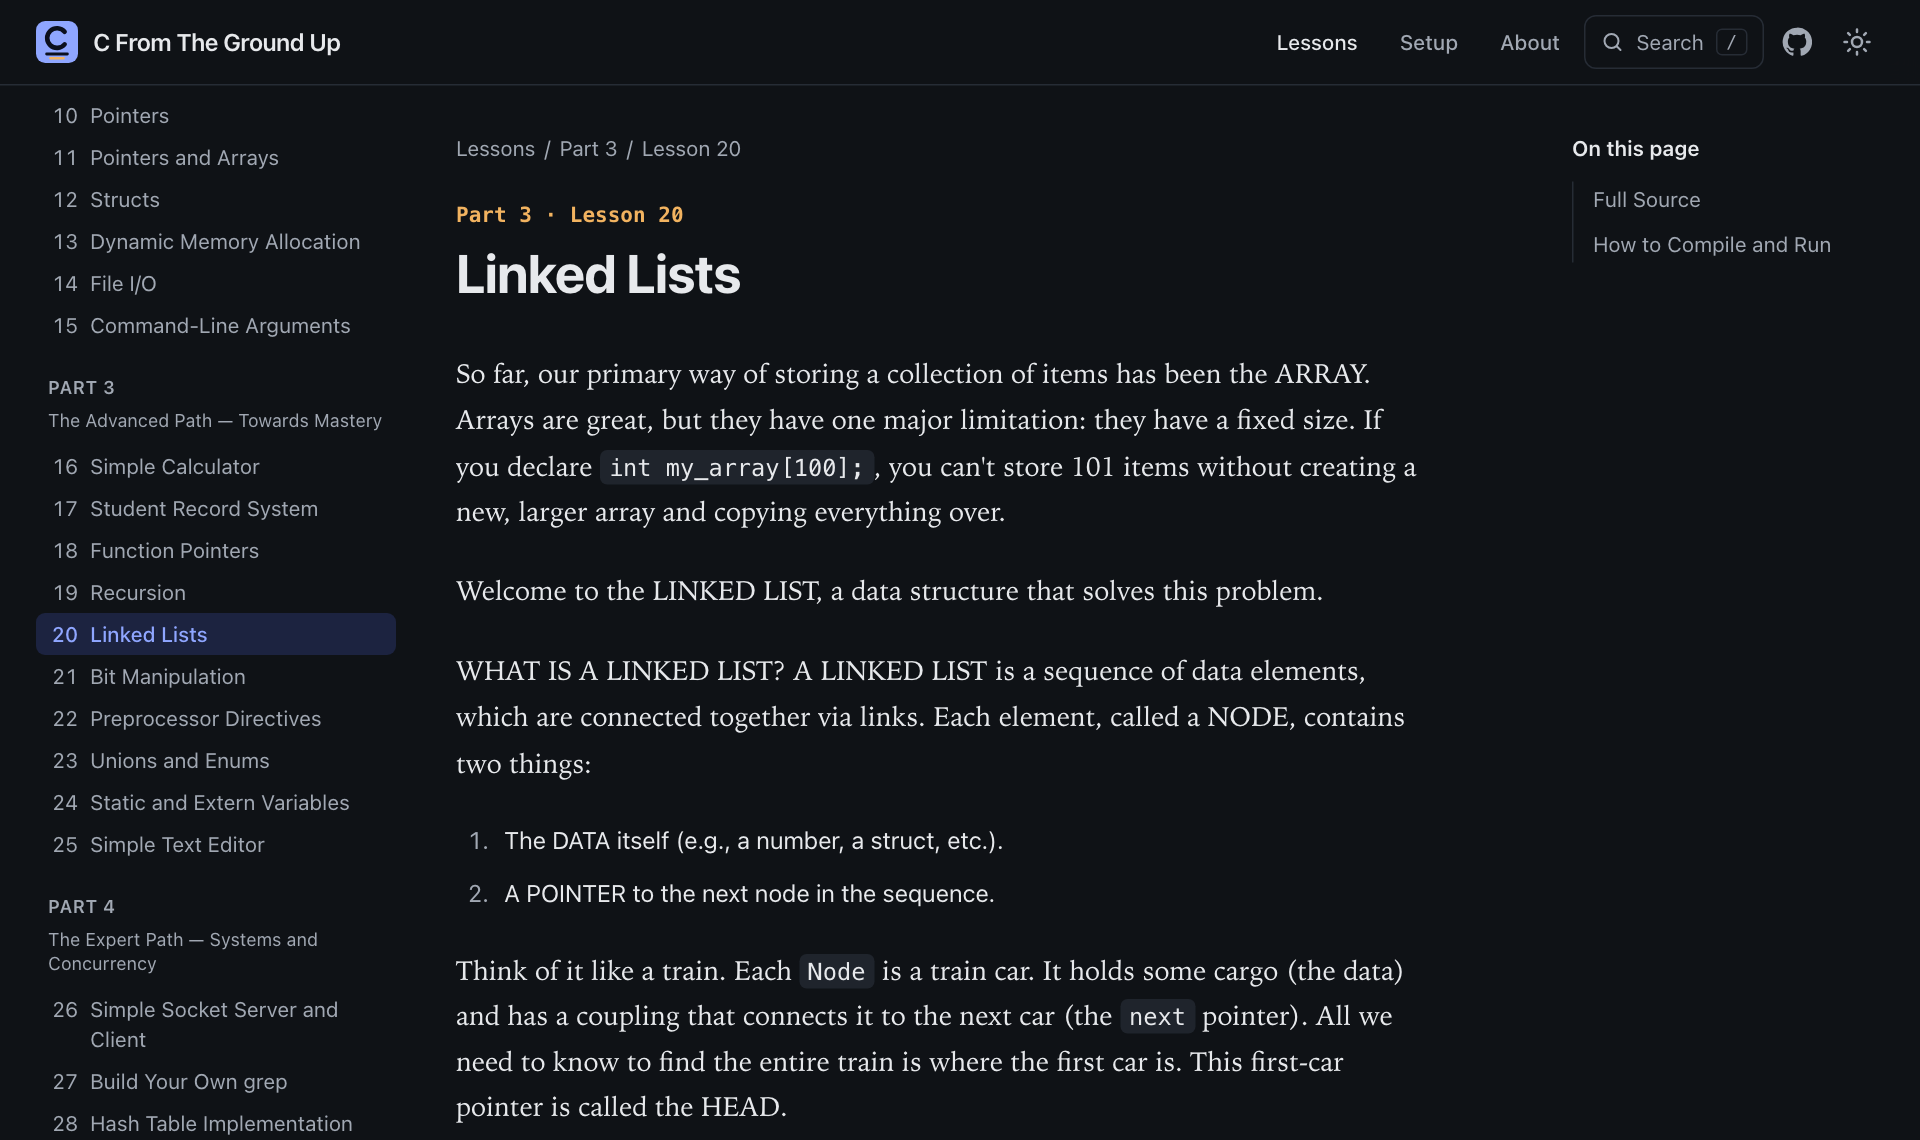 C From The Ground Up
Lessons
Setup
About
Search /
10 Pointers
11 Pointers and Arrays
12 Structs
13 Dynamic Memory Allocation
14 File I/O
15 Command-Line Arguments
PART 3
The Advanced Path — Towards Mastery
16 Simple Calculator
17 Student Record System
18 Function Pointers
19 Recursion
20 Linked Lists
21 Bit Manipulation
22 Preprocessor Directives
23 Unions and Enums
24 Static and Extern Variables
25 Simple Text Editor
PART 4
The Expert Path — Systems and
Concurrency
26 Simple Socket Server and
Client
27 Build Your Own grep
28 Hash Table Implementation
Lessons / Part 3 / Lesson 20
Part 3 · Lesson 20
Linked Lists
So far, our primary way of storing a collection of items has been the ARRAY.
Arrays are great, but they have one major limitation: they have a fixed size. If
you declare int my_array[100]; , you can't store 101 items without creating a
new, larger array and copying everything over.
Welcome to the LINKED LIST, a data structure that solves this problem.
WHAT IS A LINKED LIST? A LINKED LIST is a sequence of data elements,
which are connected together via links. Each element, called a NODE, contains
two things:
1. The DATA itself (e.g., a number, a struct, etc.).
2. A POINTER to the next node in the sequence.
Think of it like a train. Each Node is a train car. It holds some cargo (the data)
and has a coupling that connects it to the next car (the next pointer). All we
need to know to find the entire train is where the first car is. This first-car
pointer is called the HEAD.
On this page
Full Source
How to Compile and Run